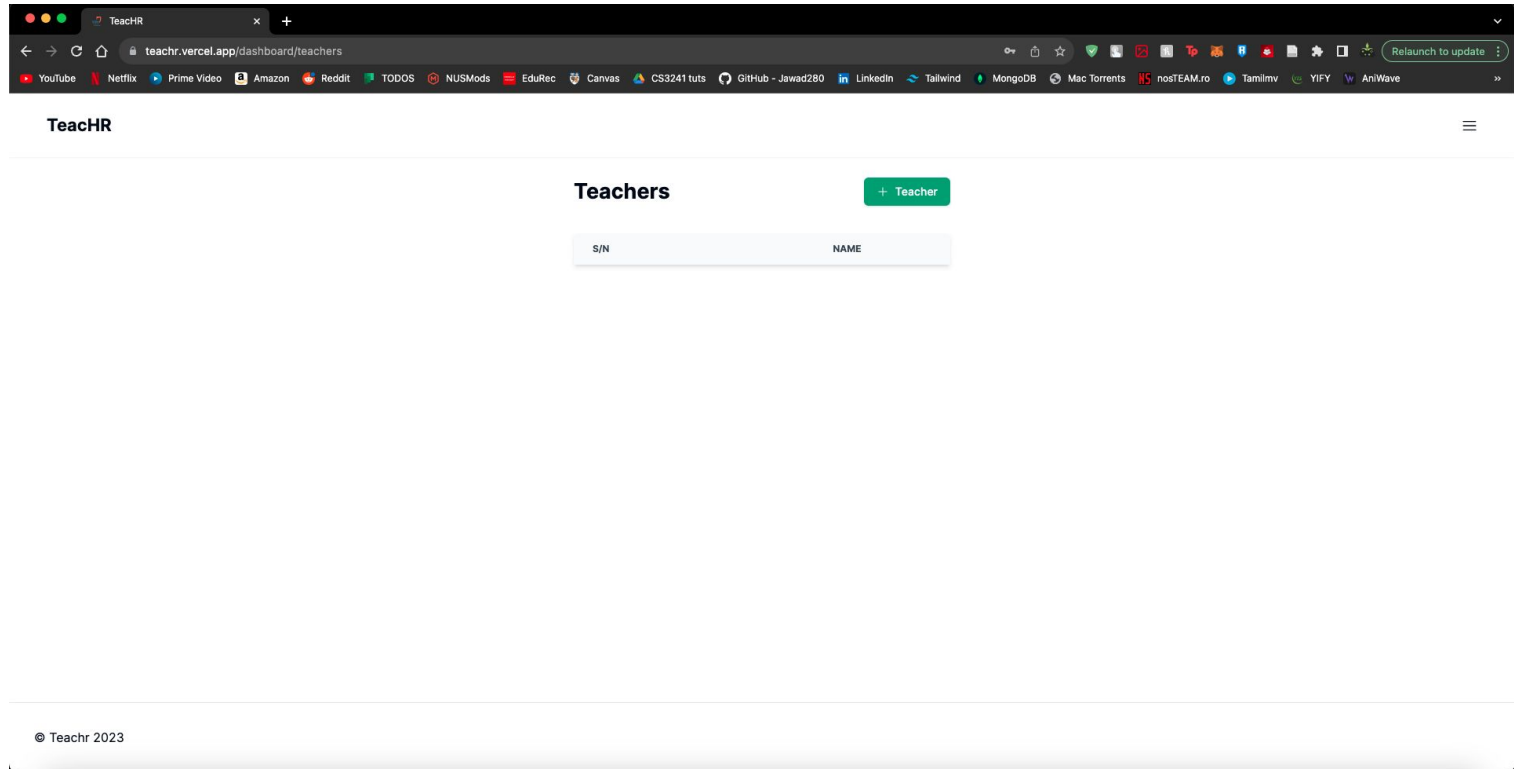 TeacHR
teachr.vercel.app/dashboard/teachers
Relaunch to update
YouTube Netflix Prime Video Amazon Reddit TODOS NUSMods EduRec Canvas CS3241 tuts GitHub - Jawad280 LinkedIn Tailwind MongoDB Mac Torrents nosTEAM.ro Tamilmv YIFY AniWave »
TeacHR
Teachers + Teacher
S/N NAME
© Teachr 2023